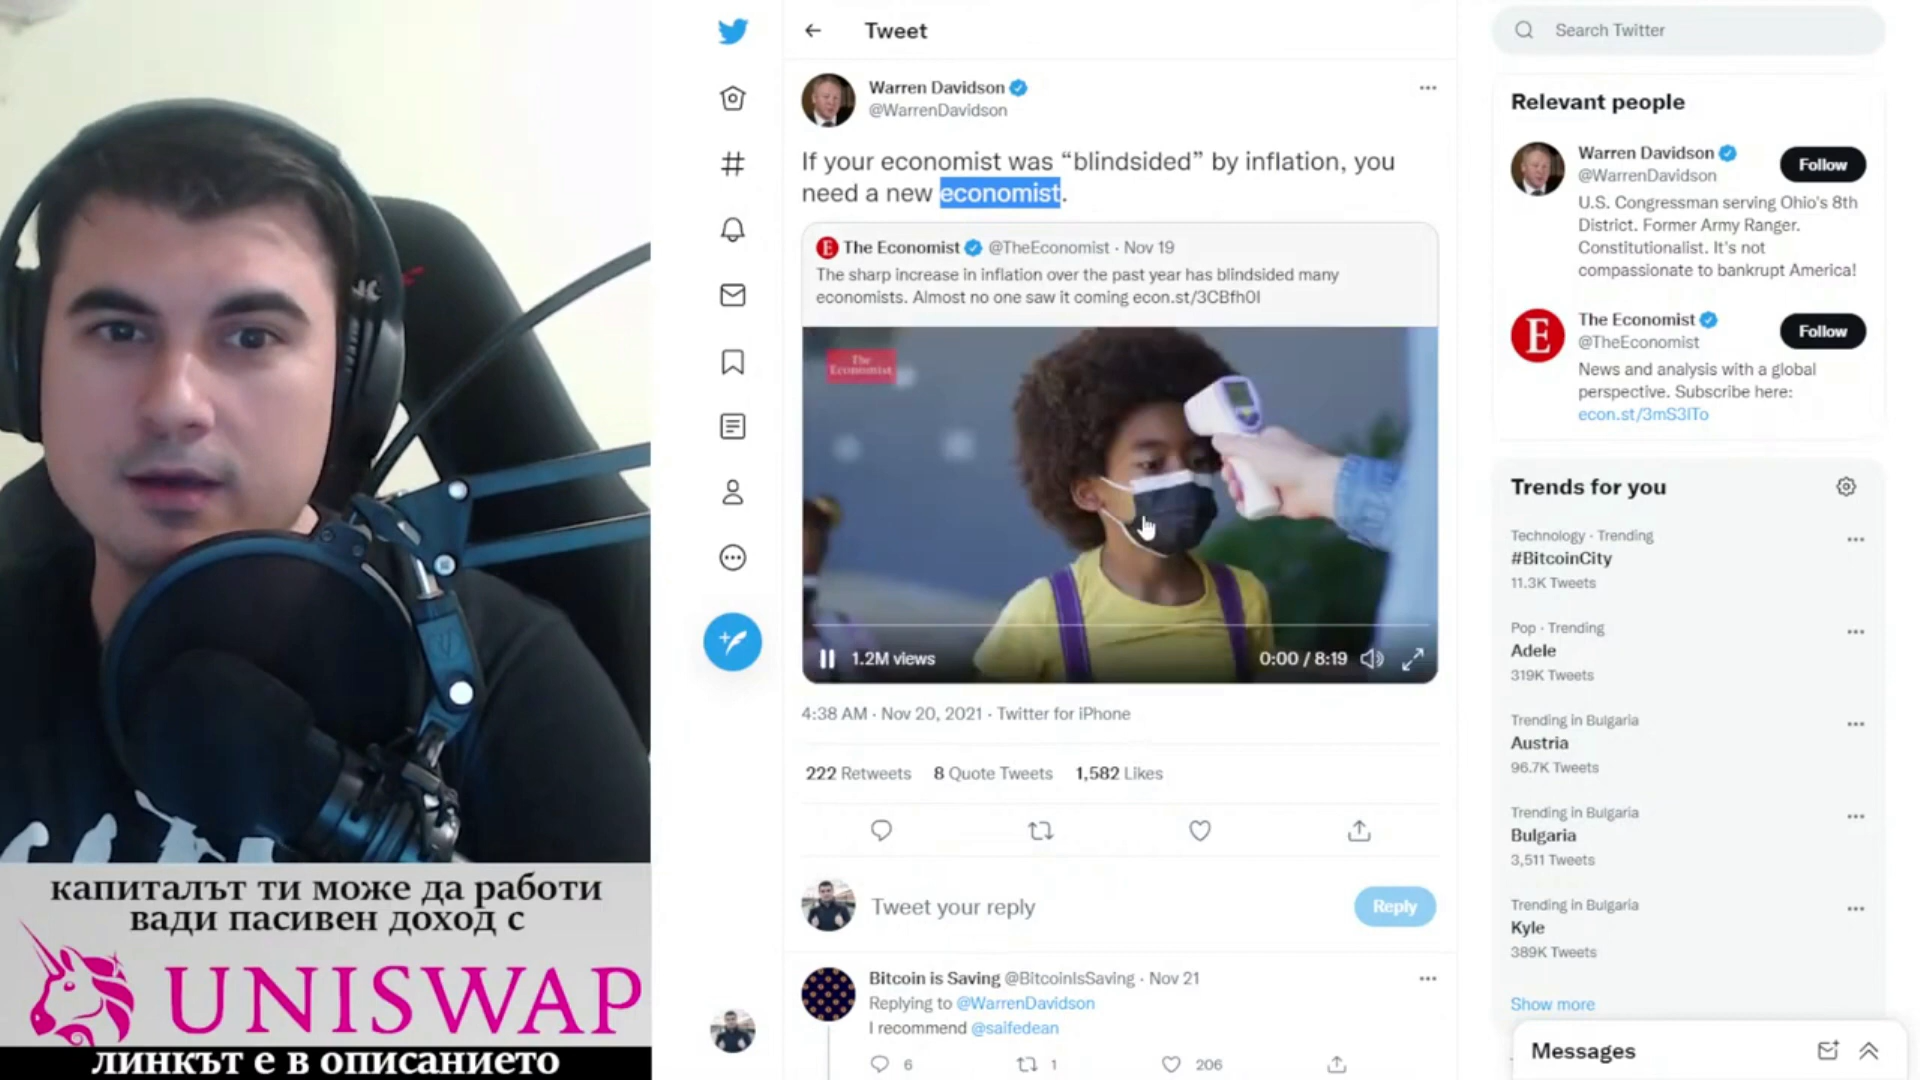 Tweet
Search Twitter
Warren Davidson
@WarrenDavidson
If your economist was “blindsided” by inflation, you
need a new economist.
The Economist @TheEconomist · Nov 19
The sharp increase in inflation over the past year has blindsided many
economists. Almost no one saw it coming econ.st/3CBfh0I
The
Economist
1.2M views
0:00 / 8:19
4:38 AM · Nov 20, 2021 · Twitter for iPhone
222 Retweets 8 Quote Tweets 1,582 Likes
Tweet your reply
Reply
Bitcoin is Saving @BitcoinIsSaving · Nov 21
Replying to @WarrenDavidson
I recommend @saifedean
6 1 206
Relevant people
Warren Davidson
@WarrenDavidson
Follow
U.S. Congressman serving Ohio's 8th
District. Former Army Ranger.
Constitutionalist. It's not
compassionate to bankrupt America!
The Economist
@TheEconomist
Follow
News and analysis with a global
perspective. Subscribe here:
econ.st/3mS3ITo
Trends for you
Technology · Trending
#BitcoinCity
11.3K Tweets
Pop · Trending
Adele
319K Tweets
Trending in Bulgaria
Austria
96.7K Tweets
Trending in Bulgaria
Bulgaria
3,511 Tweets
Trending in Bulgaria
Kyle
389K Tweets
Show more
Messages
капиталът ти може да работи
вади пасивен доход с
UNISWAP
линкът е в описанието